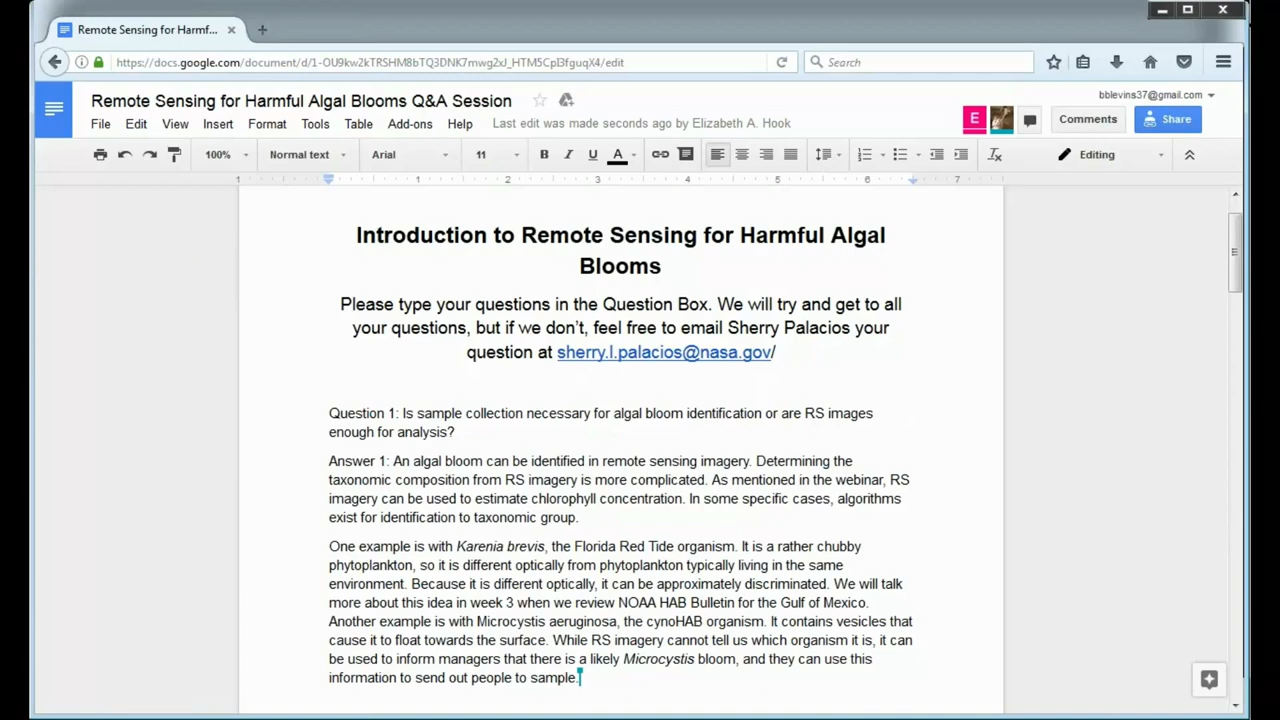 Remote Sensing for Harmf...
https://docs.google.com/document/d/1-OU9kw2kTRSHM8bTQ3DNK7mwg2xJ_HTM5CpI3fguqX4/edit
Search
Remote Sensing for Harmful Algal Blooms Q&A Session
bblevins37@gmail.com
File Edit View Insert Format Tools Table Add-ons Help Last edit was made seconds ago by Elizabeth A. Hook
E Comments Share
100% Normal text Arial 11 B I U A Editing
1 1 2 3 4 5 6 7
Introduction to Remote Sensing for Harmful Algal
Blooms
Please type your questions in the Question Box. We will try and get to all
your questions, but if we don't, feel free to email Sherry Palacios your
question at sherry.l.palacios@nasa.gov/
Question 1: Is sample collection necessary for algal bloom identification or are RS images
enough for analysis?
Answer 1: An algal bloom can be identified in remote sensing imagery. Determining the
taxonomic composition from RS imagery is more complicated. As mentioned in the webinar, RS
imagery can be used to estimate chlorophyll concentration. In some specific cases, algorithms
exist for identification to taxonomic group.
One example is with Karenia brevis, the Florida Red Tide organism. It is a rather chubby
phytoplankton, so it is different optically from phytoplankton typically living in the same
environment. Because it is different optically, it can be approximately discriminated. We will talk
more about this idea in week 3 when we review NOAA HAB Bulletin for the Gulf of Mexico.
Another example is with Microcystis aeruginosa, the cynoHAB organism. It contains vesicles that
cause it to float towards the surface. While RS imagery cannot tell us which organism it is, it can
be used to inform managers that there is a likely Microcystis bloom, and they can use this
information to send out people to sample.